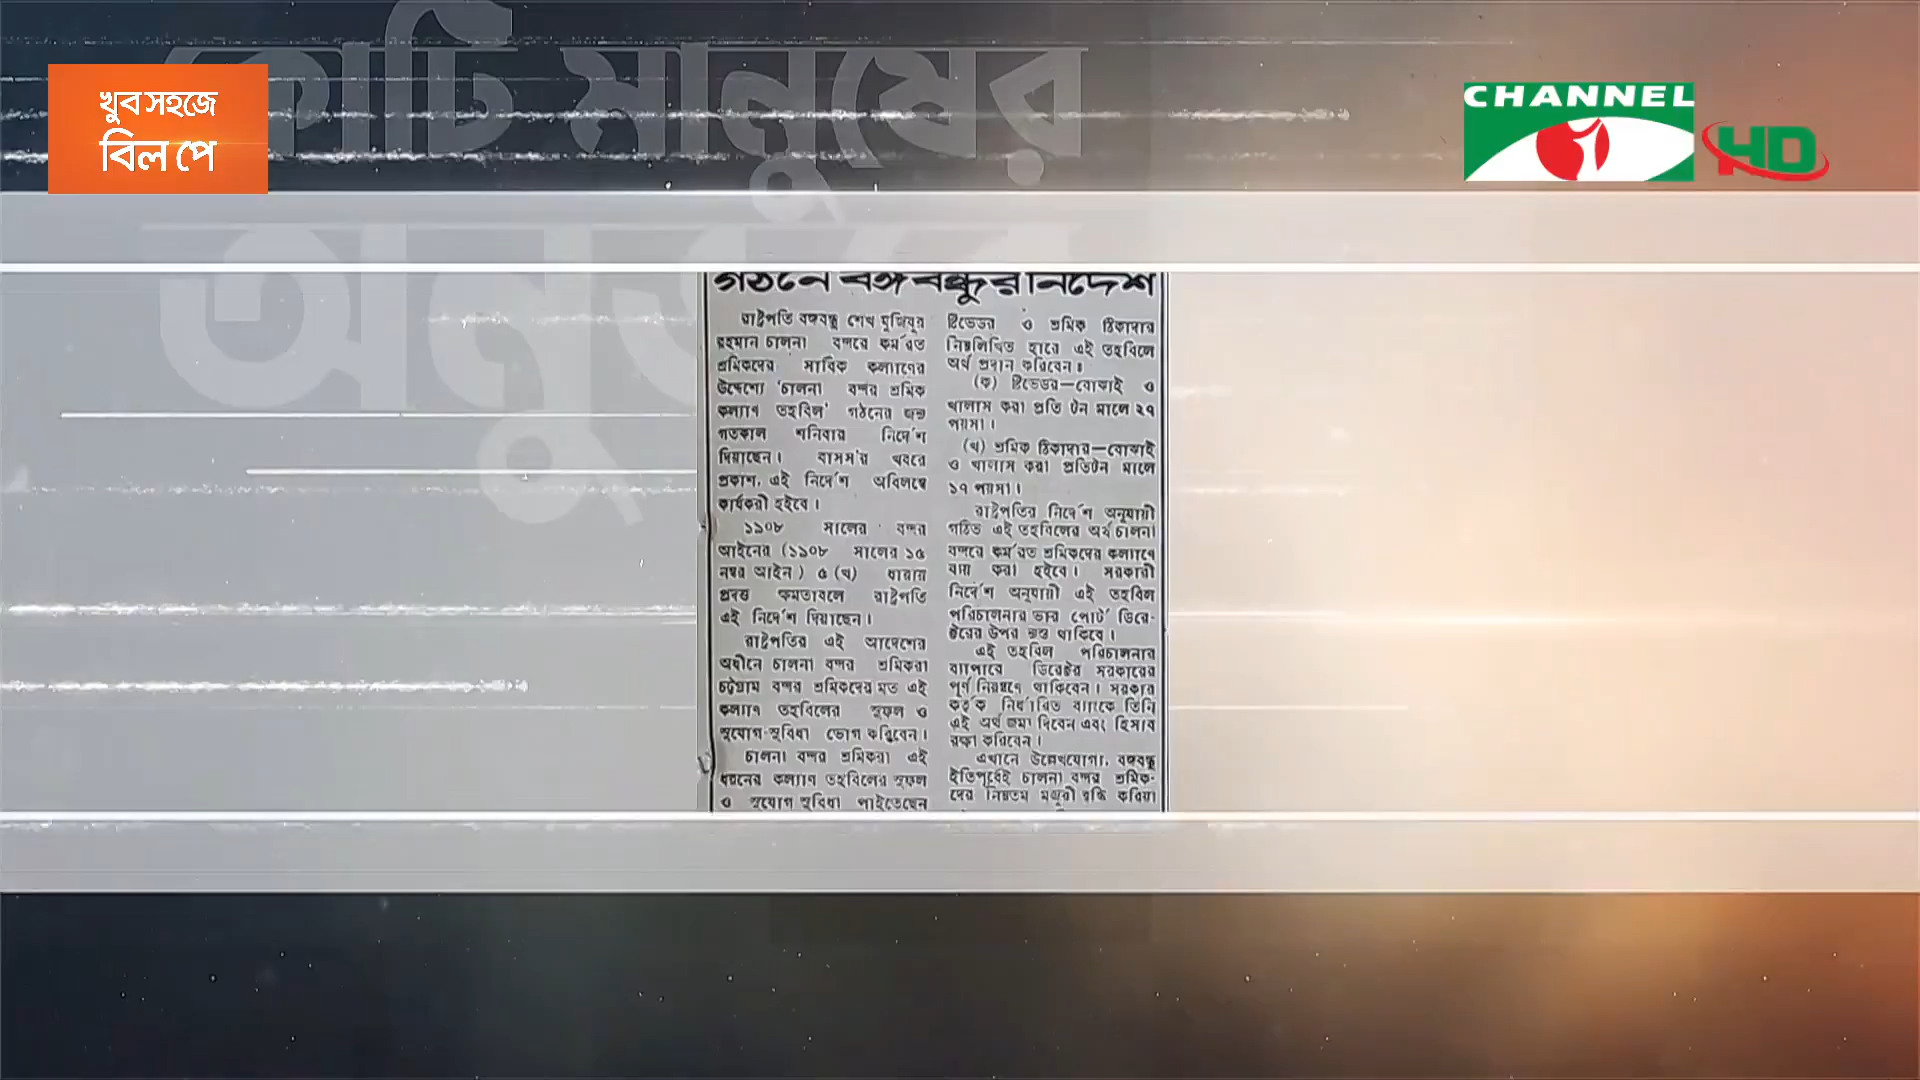 কোটি মানুষের
খুব সহজে
বিল পে
CHANNEL
i HD
গঠনে বঙ্গবন্ধুর নির্দেশ
রাষ্ট্রপতি বঙ্গবন্ধু শেখ মুজিবুর
রহমান চালনা বন্দরে কর্মরত
শ্রমিকদের সার্বিক কল্যাণের
উদ্দেশ্যে 'চালনা বন্দর শ্রমিক
কল্যাণ তহবিল' গঠনের জন্য
গতকাল শনিবার নির্দেশ
দিয়াছেন। বাসস'র খবরে
প্রকাশ, এই নির্দেশ অবিলম্বে
কার্যকরী হইবে।
১৯০৮ সালের বন্দর
আইনের (১৯০৮ সালের ১৫
নম্বর আইন) ৫ (খ) ধারায়
প্রদত্ত ক্ষমতাবলে রাষ্ট্রপতি
এই নির্দেশ দিয়াছেন।
রাষ্ট্রপতির এই আদেশের
অধীনে চালনা বন্দর শ্রমিকরা
চট্টগ্রাম বন্দর শ্রমিকদের মত এই
কল্যাণ তহবিলের সুফল ও
সুযোগ-সুবিধা ভোগ করিবেন।
চালনা বন্দর শ্রমিকরা এই
ধরনের কল্যাণ তহবিলের সুফল
ও সুযোগ সুবিধা পাইতেছেন
ষ্টিভেডর ও শ্রমিক ঠিকাদার
নিম্নলিখিত হারে এই তহবিলে
অর্থ প্রদান করিবেন ঃ
(ক) ষ্টিভেডর—বোঝাই ও
খালাস করা প্রতি টন মালে ২৭
পয়সা।
(খ) শ্রমিক ঠিকাদার—বোঝাই
ও খালাস করা প্রতিটন মালে
১৭ পয়সা।
রাষ্ট্রপতির নির্দেশ অনুযায়ী
গঠিত এই তহবিলের অর্থ চালনা
বন্দরে কর্মরত শ্রমিকদের কল্যাণে
ব্যয় করা হইবে। সরকারী
নির্দেশ অনুযায়ী এই তহবিল
পরিচালনার ভার পোর্ট ডিরে-
ক্টরের উপর ন্যস্ত থাকিবে।
এই তহবিল পরিচালনার
ব্যাপারে ডিরেক্টর সরকারের
পূর্ণ নিয়ন্ত্রণে থাকিবেন। সরকার
কর্তৃক নির্ধারিত ব্যাংকে তিনি
এই অর্থ জমা দিবেন এবং হিসাব
রক্ষা করিবেন।
এখানে উল্লেখযোগ্য, বঙ্গবন্ধু
ইতিপূর্বেই চালনা বন্দর শ্রমিক-
দের নিম্নতম মজুরী বৃদ্ধি করিয়া